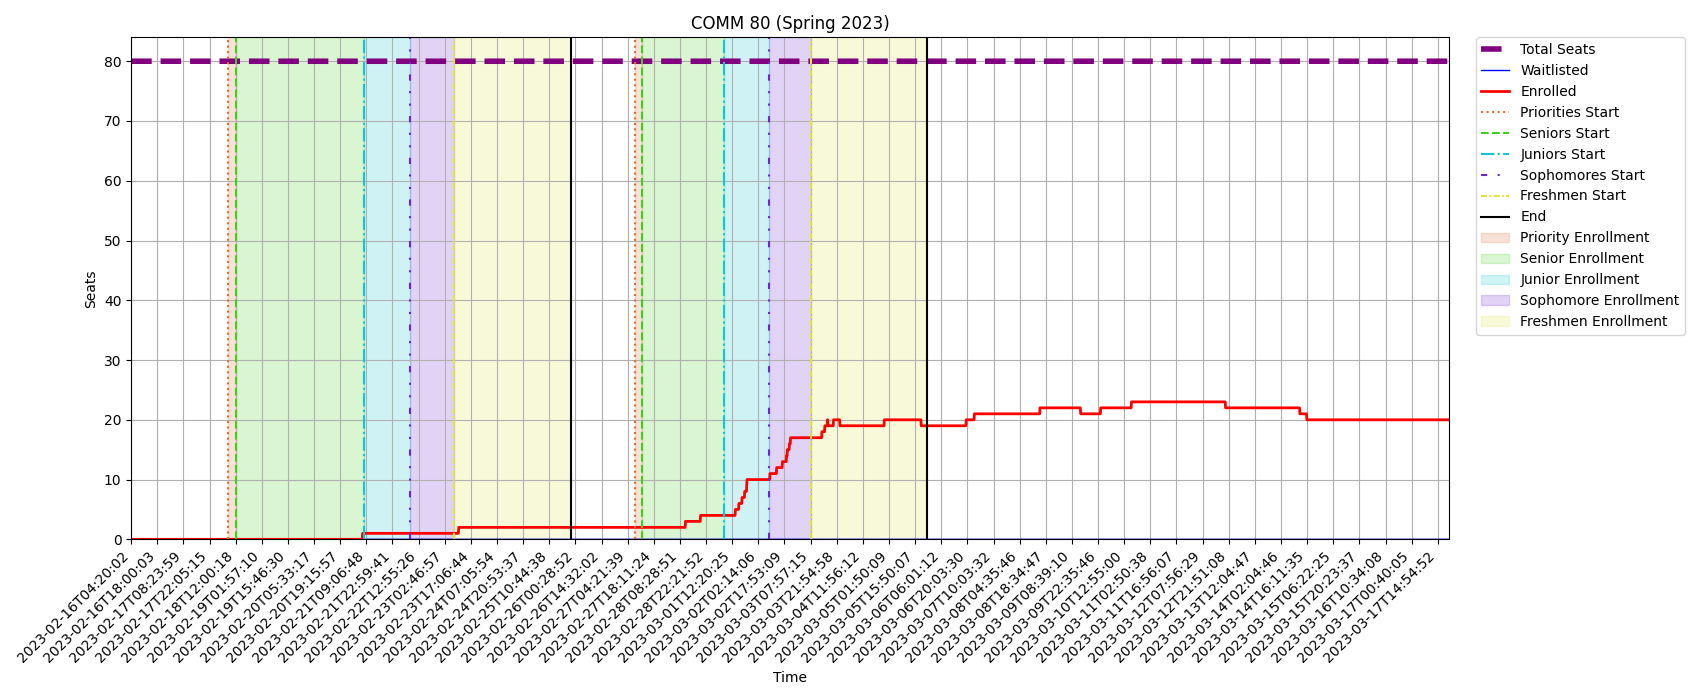 COMM 80 (Spring 2023)
Total Seats
Waitlisted
Enrolled
Priorities Start
Seniors Start
Juniors Start
Sophomores Start
Freshmen Start
End
Priority Enrollment
Senior Enrollment
Junior Enrollment
Sophomore Enrollment
Freshmen Enrollment
Seats
80
70
60
50
40
30
20
10
0
2023-02-16T04:20:02
2023-02-16T18:00:03
2023-02-17T08:23:59
2023-02-17T22:05:15
2023-02-18T12:00:18
2023-02-19T01:57:10
2023-02-19T15:46:30
2023-02-20T05:33:17
2023-02-20T19:15:57
2023-02-21T09:06:48
2023-02-21T22:59:41
2023-02-22T12:55:26
2023-02-23T02:46:57
2023-02-23T17:06:44
2023-02-24T07:05:54
2023-02-24T20:53:37
2023-02-25T10:44:38
2023-02-26T00:28:52
2023-02-26T14:32:02
2023-02-27T04:21:39
2023-02-27T18:11:24
2023-02-28T08:28:51
2023-02-28T22:21:52
2023-03-01T12:20:25
2023-03-02T02:14:06
2023-03-02T17:53:09
2023-03-03T07:57:15
2023-03-03T21:54:58
2023-03-04T11:56:12
2023-03-05T01:50:09
2023-03-05T15:50:07
2023-03-06T06:01:12
2023-03-06T20:03:30
2023-03-07T10:03:32
2023-03-08T04:35:46
2023-03-08T18:34:47
2023-03-09T08:39:10
2023-03-09T22:35:46
2023-03-10T12:55:00
2023-03-11T02:50:38
2023-03-11T16:56:07
2023-03-12T07:56:29
2023-03-12T21:51:08
2023-03-13T12:04:47
2023-03-14T02:04:46
2023-03-14T16:11:35
2023-03-15T06:22:25
2023-03-15T20:23:37
2023-03-16T10:34:08
2023-03-17T00:40:05
2023-03-17T14:54:52
Time